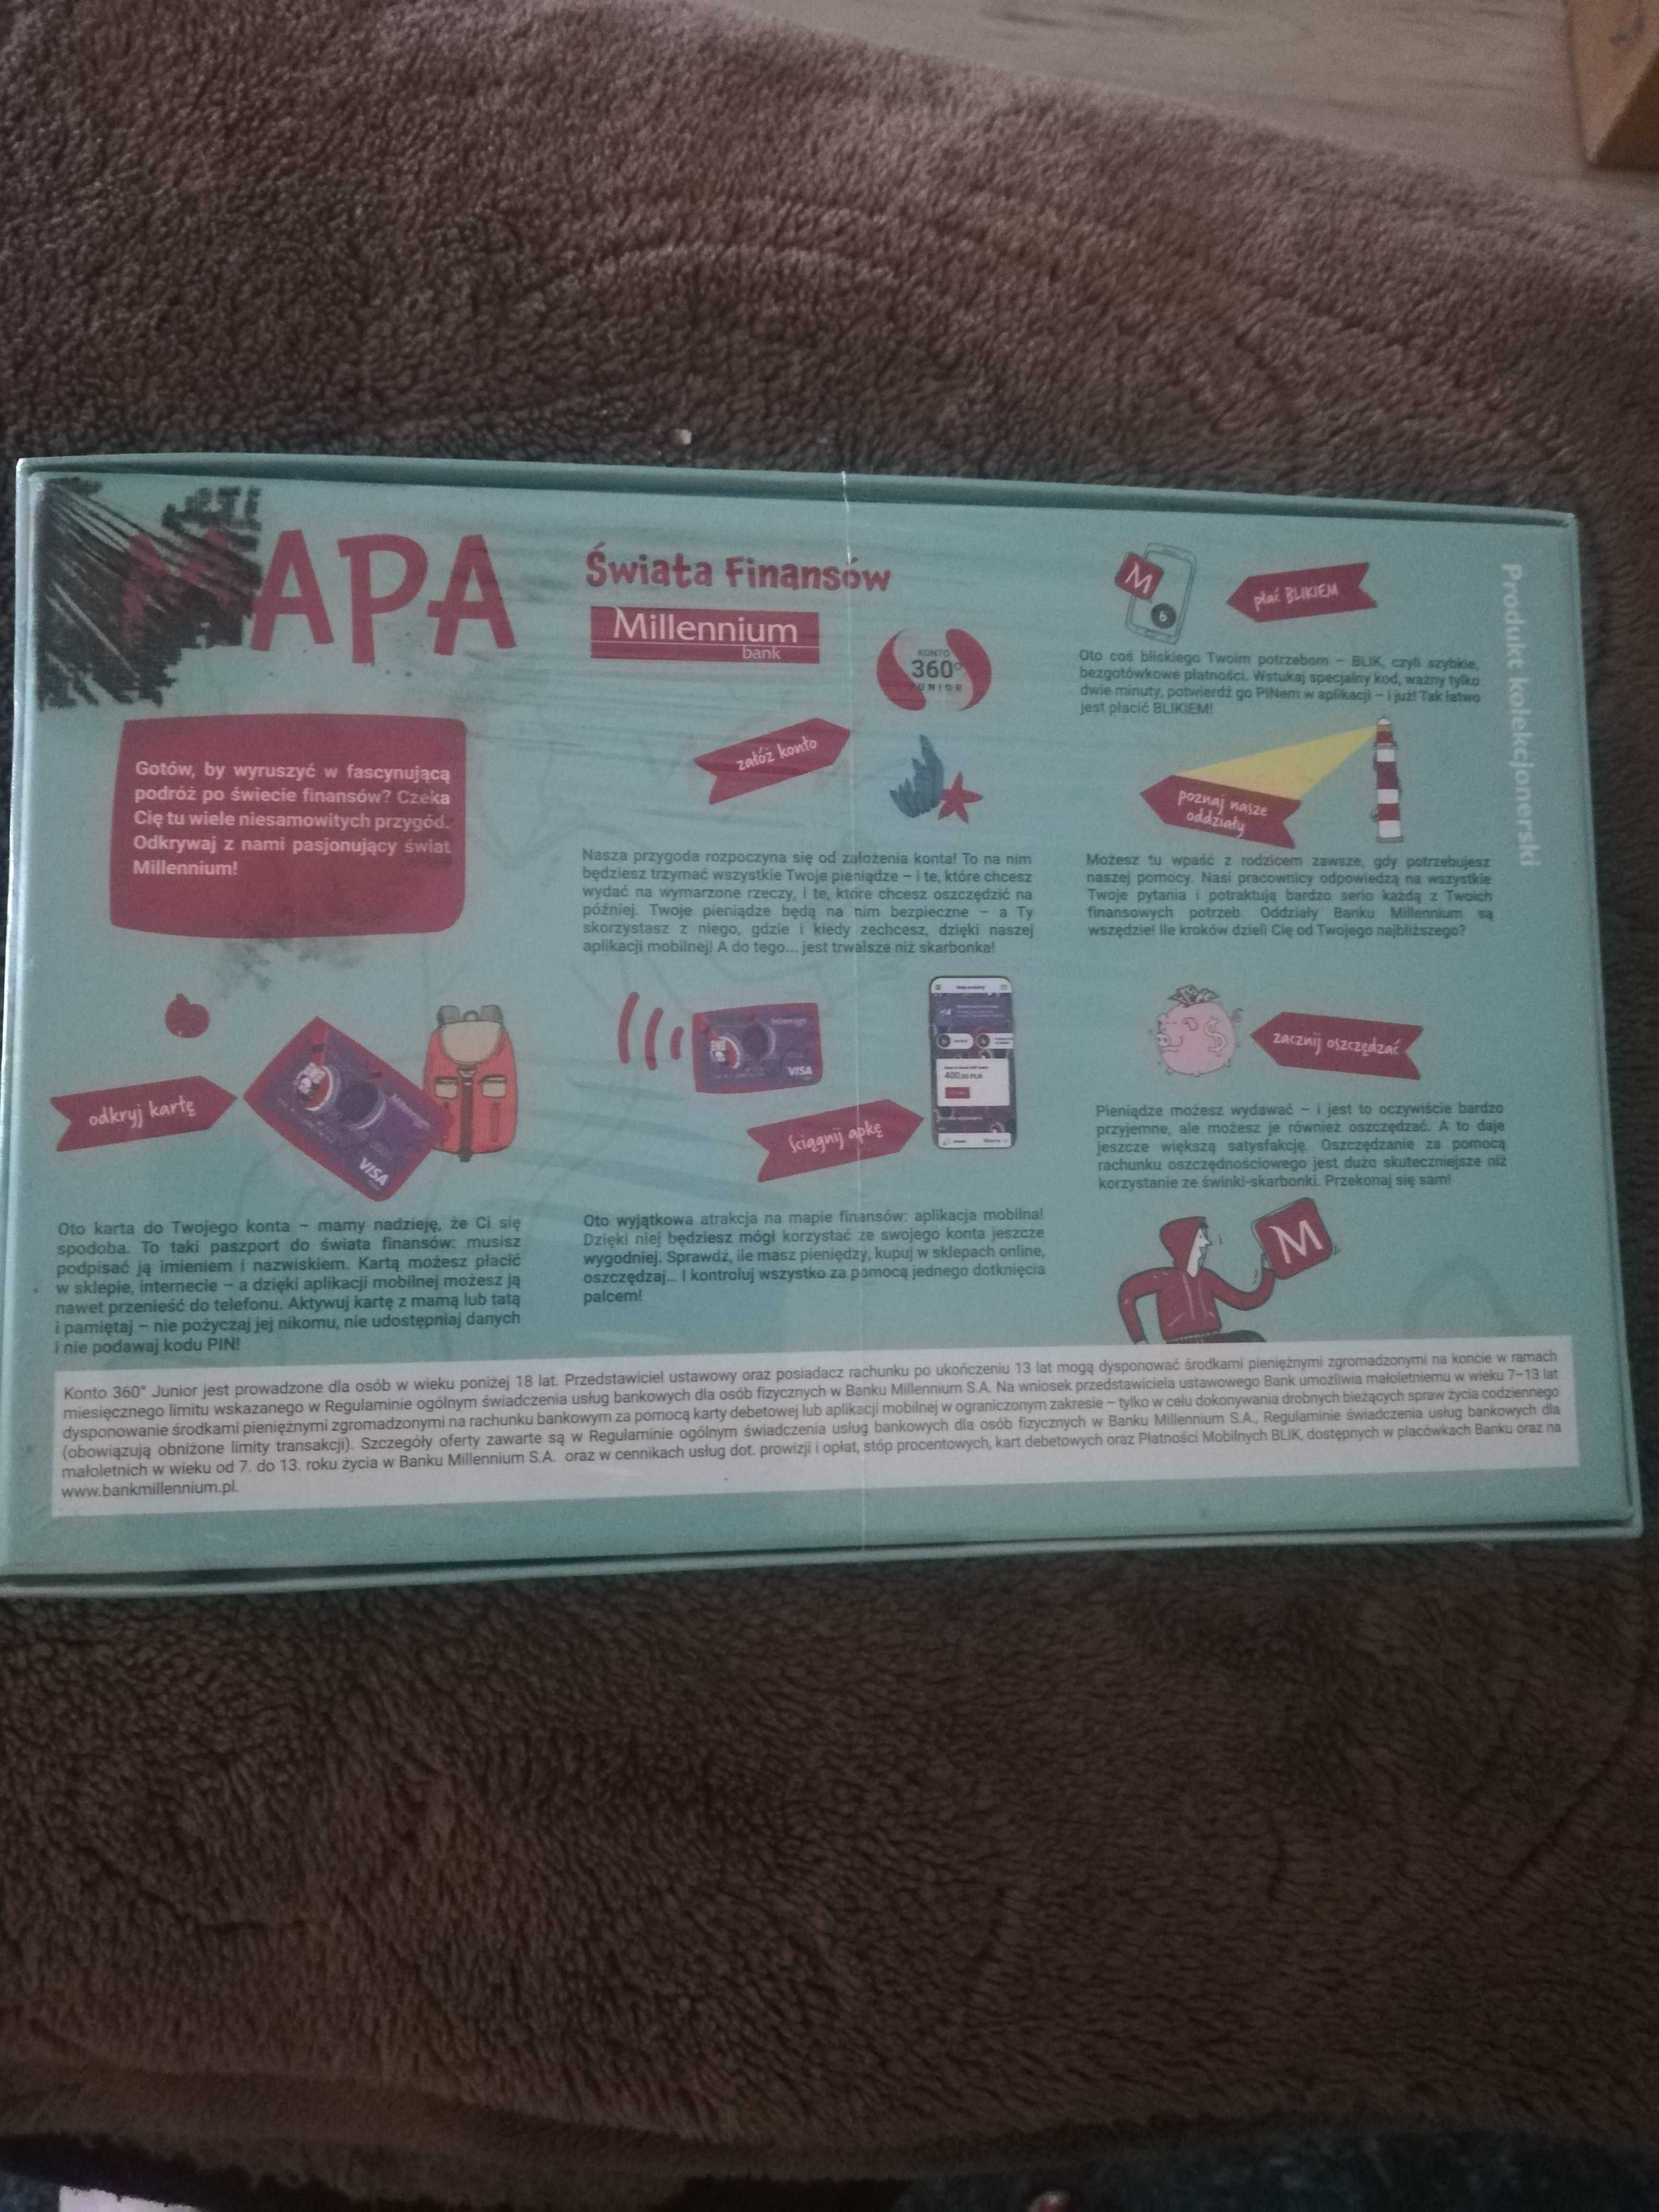 MAPA
Świata Finansów
Millennium
bank
KONTO
360°
JUNIOR
Gotów, by wyruszyć w fascynującą
podróż po świecie finansów? Czeka
Cię tu wiele niesamowitych przygód.
Odkrywaj z nami pasjonujący świat
Millennium!
odkryj kartę
VISA
Oto karta do Twojego konta – mamy nadzieję, że Ci się
spodoba. To taki paszport do świata finansów: musisz
podpisać ją imieniem i nazwiskiem. Kartą możesz płacić
w sklepie, internecie – a dzięki aplikacji mobilnej możesz ją
nawet przenieść do telefonu. Aktywuj kartę z mamą lub tatą
i pamiętaj – nie pożyczaj jej nikomu, nie udostępniaj danych
i nie podawaj kodu PIN!
załóż konto
Nasza przygoda rozpoczyna się od założenia konta! To na nim
będziesz trzymać wszystkie Twoje pieniądze – i te, które chcesz
wydać na wymarzone rzeczy, i te, które chcesz oszczędzić na
później. Twoje pieniądze będą na nim bezpieczne – a Ty
skorzystasz z niego, gdzie i kiedy zechcesz, dzięki naszej
aplikacji mobilnej! A do tego... jest trwalsze niż skarbonka!
VISA
ściągnij apkę
Oto wyjątkowa atrakcja na mapie finansów: aplikacja mobilna!
Dzięki niej będziesz mógł korzystać ze swojego konta jeszcze
wygodniej. Sprawdź, ile masz pieniędzy, kupuj w sklepach online,
oszczędzaj... I kontroluj wszystko za pomocą jednego dotknięcia
palcem!
M
płać BLIKIEM
Oto coś bliskiego Twoim potrzebom – BLIK, czyli szybkie,
bezgotówkowe płatności. Wstukaj specjalny kod, ważny tylko
dwie minuty, potwierdź go PINem w aplikacji – i już! Tak łatwo
jest płacić BLIKIEM!
poznaj nasze
oddziały
Możesz tu wpaść z rodzicem zawsze, gdy potrzebujesz
naszej pomocy. Nasi pracownicy odpowiedzą na wszystkie
Twoje pytania i potraktują bardzo serio każdą z Twoich
finansowych potrzeb. Oddziały Banku Millennium są
wszędzie! Ile kroków dzieli Cię od Twojego najbliższego?
zacznij oszczędzać
Pieniądze możesz wydawać – i jest to oczywiście bardzo
przyjemne, ale możesz je również oszczędzać. A to daje
jeszcze większą satysfakcję. Oszczędzanie za pomocą
rachunku oszczędnościowego jest dużo skuteczniejsze niż
korzystanie ze świnki-skarbonki. Przekonaj się sam!
M
Produkt kolekcjonerski
Konto 360° Junior jest prowadzone dla osób w wieku poniżej 18 lat. Przedstawiciel ustawowy oraz posiadacz rachunku po ukończeniu 13 lat mogą dysponować środkami pieniężnymi zgromadzonymi na koncie w ramach
miesięcznego limitu wskazanego w Regulaminie ogólnym świadczenia usług bankowych dla osób fizycznych w Banku Millennium S.A. Na wniosek przedstawiciela ustawowego Bank umożliwia małoletniemu w wieku 7–13 lat
dysponowanie środkami pieniężnymi zgromadzonymi na rachunku bankowym za pomocą karty debetowej lub aplikacji mobilnej w ograniczonym zakresie – tylko w celu dokonywania drobnych bieżących spraw życia codziennego
(obowiązują obniżone limity transakcji). Szczegóły oferty zawarte są w Regulaminie ogólnym świadczenia usług bankowych dla osób fizycznych w Banku Millennium S.A., Regulaminie świadczenia usług bankowych dla
małoletnich w wieku od 7. do 13. roku życia w Banku Millennium S.A. oraz w cennikach usług dot. prowizji i opłat, stóp procentowych, kart debetowych oraz Płatności Mobilnych BLIK, dostępnych w placówkach Banku oraz na
www.bankmillennium.pl.